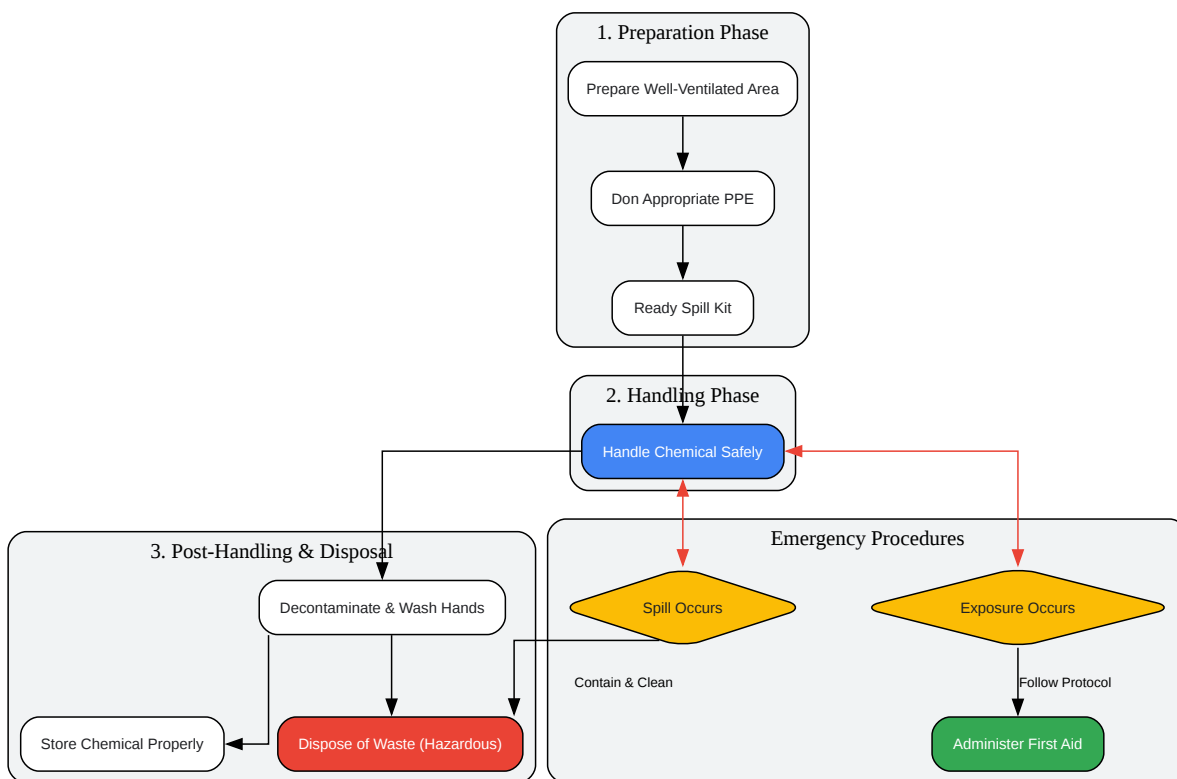 1. Preparation Phase
Prepare Well-Ventilated Area
Don Appropriate PPE
Ready Spill Kit
2. Handling Phase
Handle Chemical Safely
3. Post-Handling & Disposal
Decontaminate & Wash Hands
Store Chemical Properly
Dispose of Waste (Hazardous)
Emergency Procedures
Spill Occurs
Exposure Occurs
Contain & Clean
Follow Protocol
Administer First Aid